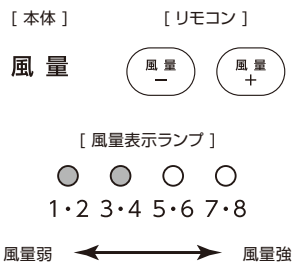 [ 本体 ] [ リモコン ]
風量 風量 − 風量 +
[ 風量表示ランプ ]
1・2 3・4 5・6 7・8
風量弱 風量強